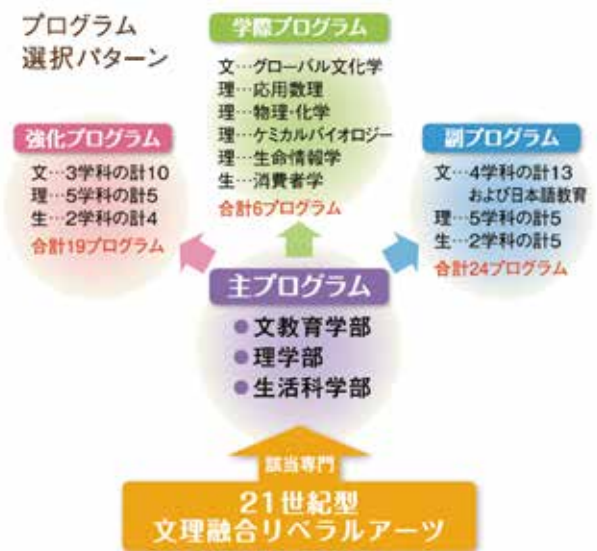 プログラム
選択パターン
学際プログラム
文…グローバル文化学
理…応用数理
理…物理・化学
理…ケミカルバイオロジー
理…生命情報学
生…消費者学
合計6プログラム
強化プログラム
文…3学科の計10
理…5学科の計5
生…2学科の計4
合計19プログラム
副プログラム
文…4学科の計13
および日本語教育
理…5学科の計5
生…2学科の計5
合計24プログラム
主プログラム
●文教育学部
●理学部
●生活科学部
該当専門
21世紀型
文理融合リベラルアーツ